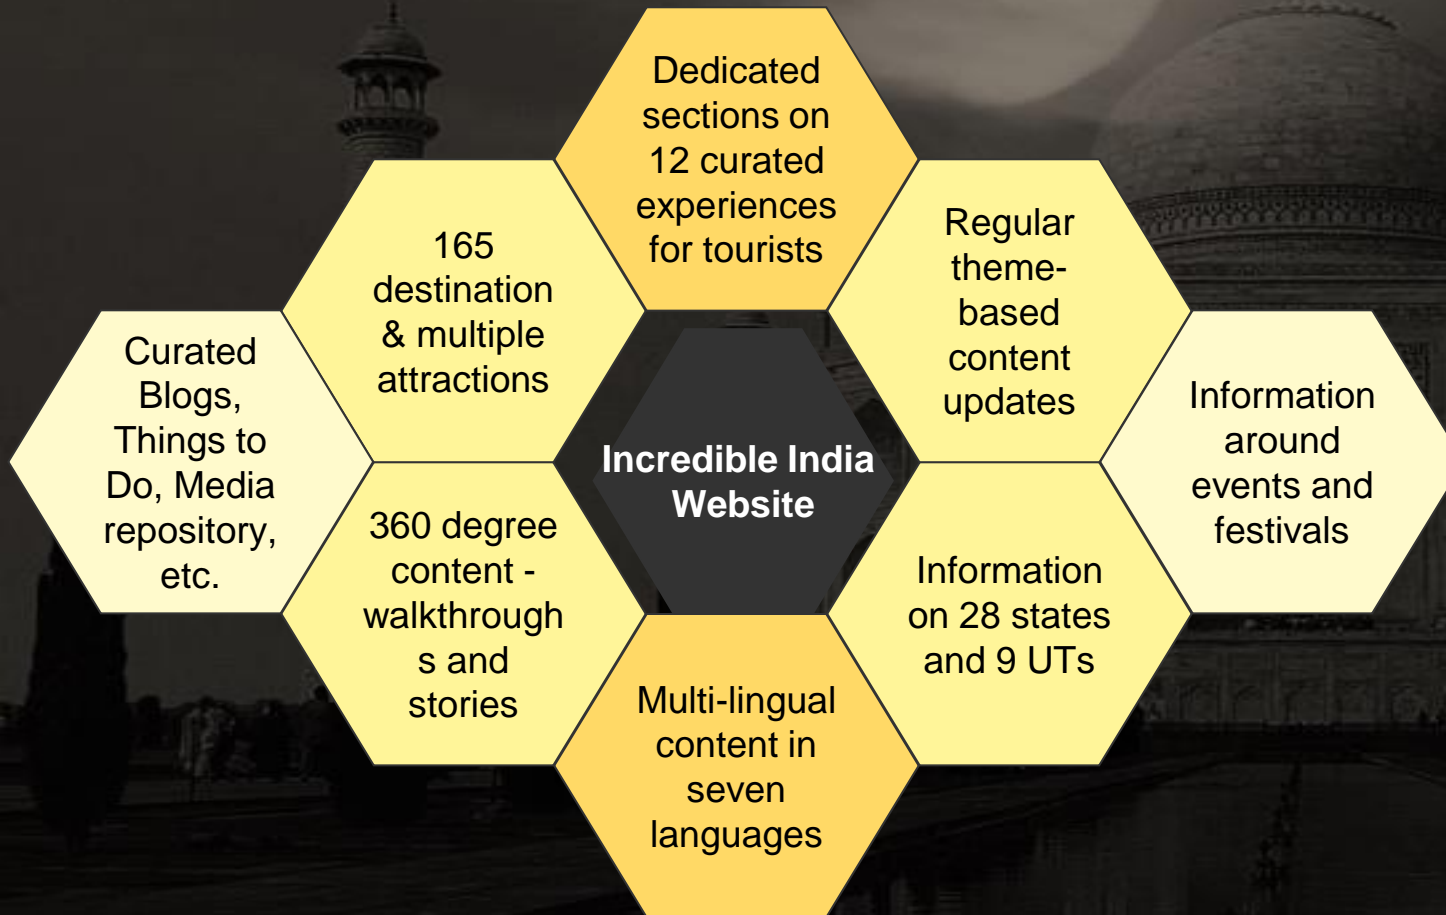 Dedicated
sections on
12 curated
experiences
for tourists
165
destination
& multiple
attractions
Regular
theme-
based
content
updates
Curated
Blogs,
Things to
Do, Media
repository,
etc.
Incredible India
Website
Information
around
events and
festivals
360 degree
content -
walkthrough
s and
stories
Information
on 28 states
and 9 UTs
Multi-lingual
content in
seven
languages